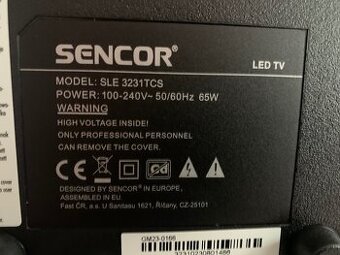 SENCOR®
LED TV
MODEL: SLE 3231TCS
POWER: 100-240V~ 50/60Hz 65W
WARNING
HIGH VOLTAGE INSIDE!
ONLY PROFESSIONAL PERSONNEL
CAN REMOVE THE COVER.
DESIGNED BY SENCOR® IN EUROPE,
ASSEMBLED IN EU.
Fast ČR, a.s. U Sanitasu 1621, Říčany, CZ-25101
GM23-0166